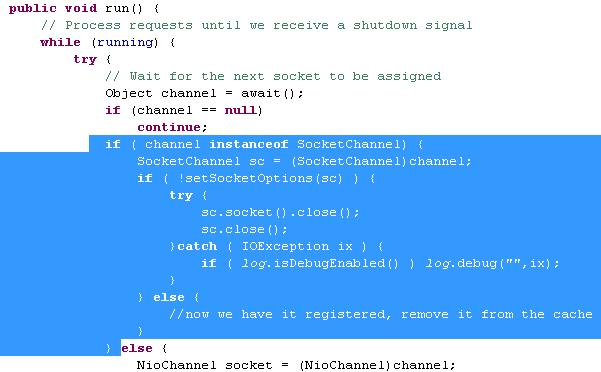 public void run() {
// Process requests until we receive a shutdown signal
while (running) {
try {
// Wait for the next socket to be assigned
Object channel = await();
if (channel == null)
continue;
if ( channel instanceof SocketChannel) {
SocketChannel sc = (SocketChannel)channel;
if ( !setSocketOptions(sc) ) {
try {
sc.socket().close();
sc.close();
}catch ( IOException ix ) {
if ( log.isDebugEnabled() ) log.debug("",ix);
}
} else {
//now we have it registered, remove it from the cache
}
} else {
NioChannel socket = (NioChannel)channel;